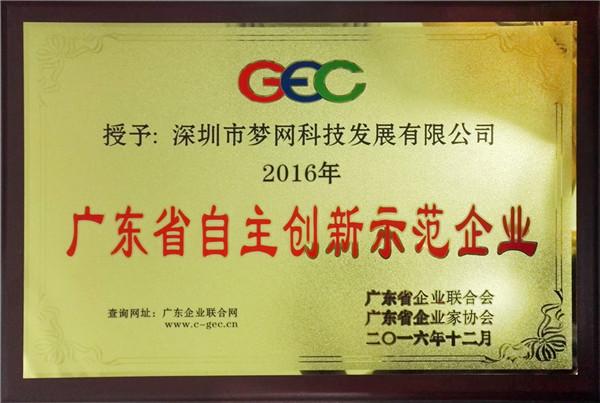 GEC
授予: 深圳市梦网科技发展有限公司
2016年
广东省自主创新示范企业
广东省企业联合会
广东省企业家协会
二〇一六年十二月
查询网址：广东企业联合网
www.c-gec.cn